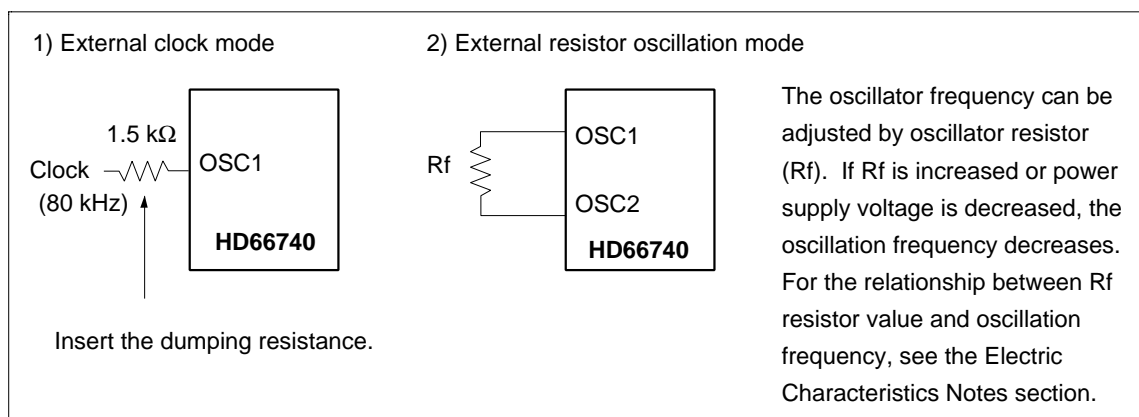 1) External clock mode
1.5 kΩ
Clock
(80 kHz)
OSC1
HD66740
Insert the dumping resistance.
2) External resistor oscillation mode
Rf
OSC1
OSC2
HD66740
The oscillator frequency can be
adjusted by oscillator resistor
(Rf).  If Rf is increased or power
supply voltage is decreased, the
oscillation frequency decreases.
For the relationship between Rf
resistor value and oscillation
frequency, see the Electric
Characteristics Notes section.